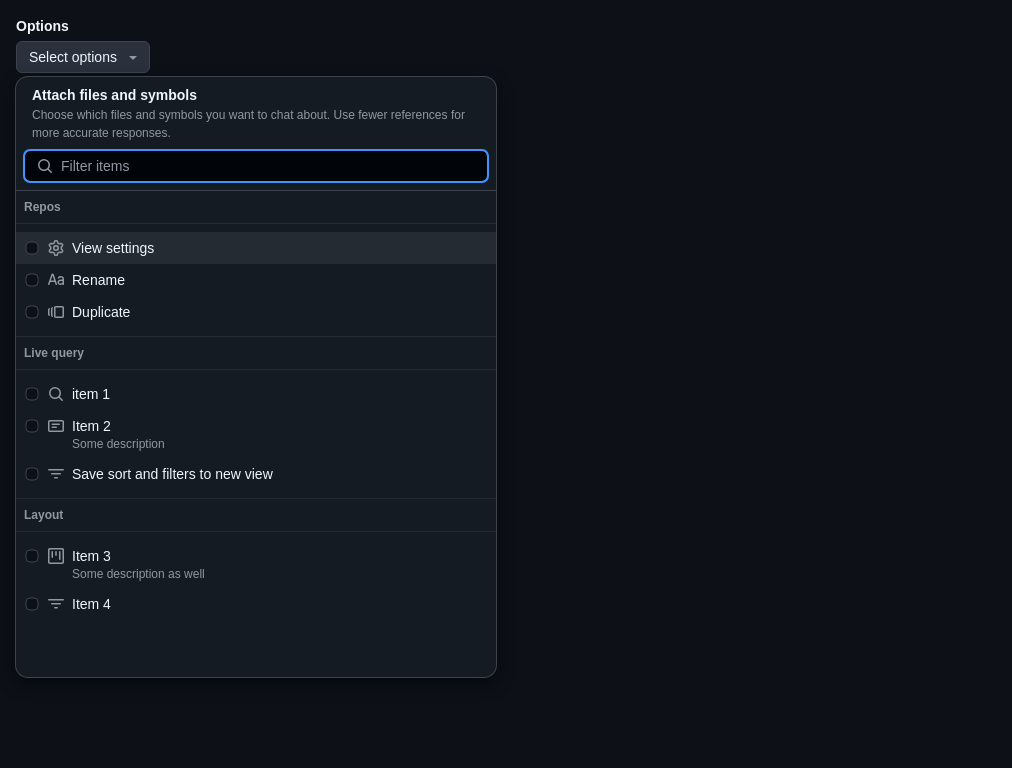 Options
Select options
Attach files and symbols
Choose which files and symbols you want to chat about. Use fewer references for
more accurate responses.
Filter items
Repos
View settings
Rename
Duplicate
Live query
item 1
Item 2
Some description
Save sort and filters to new view
Layout
Item 3
Some description as well
Item 4